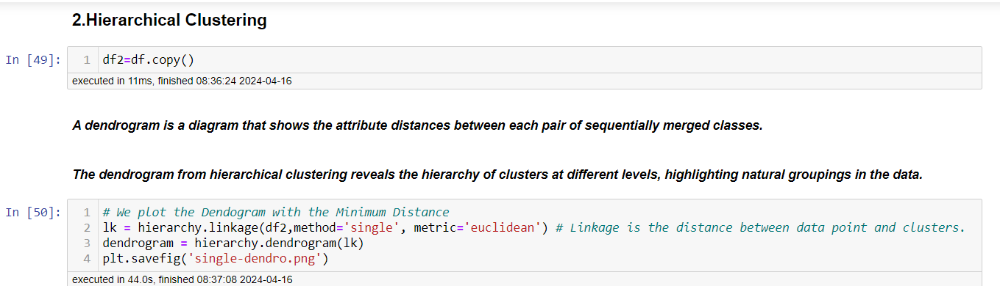 2.Hierarchical Clustering
In [49]: 1 df2=df.copy()
executed in 11ms, finished 08:36:24 2024-04-16
A dendrogram is a diagram that shows the attribute distances between each pair of sequentially merged classes.
The dendrogram from hierarchical clustering reveals the hierarchy of clusters at different levels, highlighting natural groupings in the data.
In [50]: 1 # We plot the Dendogram with the Minimum Distance
2 lk = hierarchy.linkage(df2,method='single', metric='euclidean') # Linkage is the distance between data point and clusters.
3 dendrogram = hierarchy.dendrogram(lk)
4 plt.savefig('single-dendro.png')
executed in 44.0s, finished 08:37:08 2024-04-16